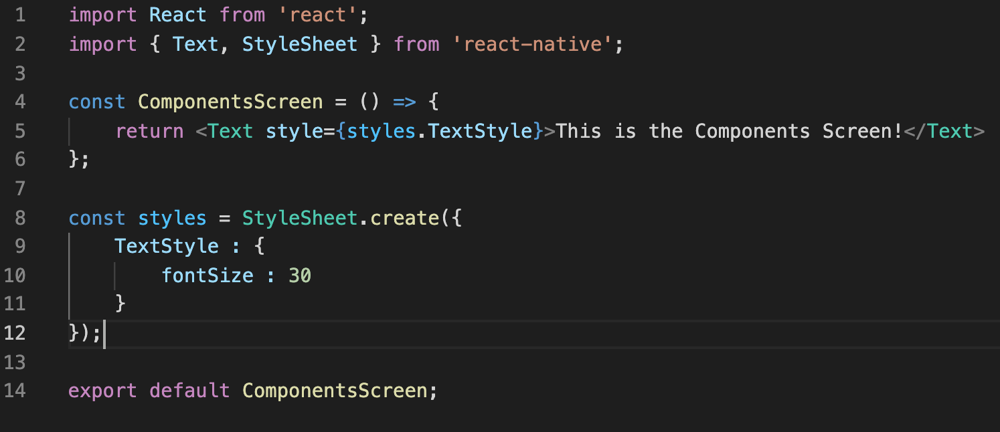 1 import React from 'react';
2 import { Text, StyleSheet } from 'react-native';
3
4 const ComponentsScreen = () => {
5     return <Text style={styles.TextStyle}>This is the Components Screen!</Text>
6 };
7
8 const styles = StyleSheet.create({
9     TextStyle : {
10         fontSize : 30
11     }
12 });
13
14 export default ComponentsScreen;